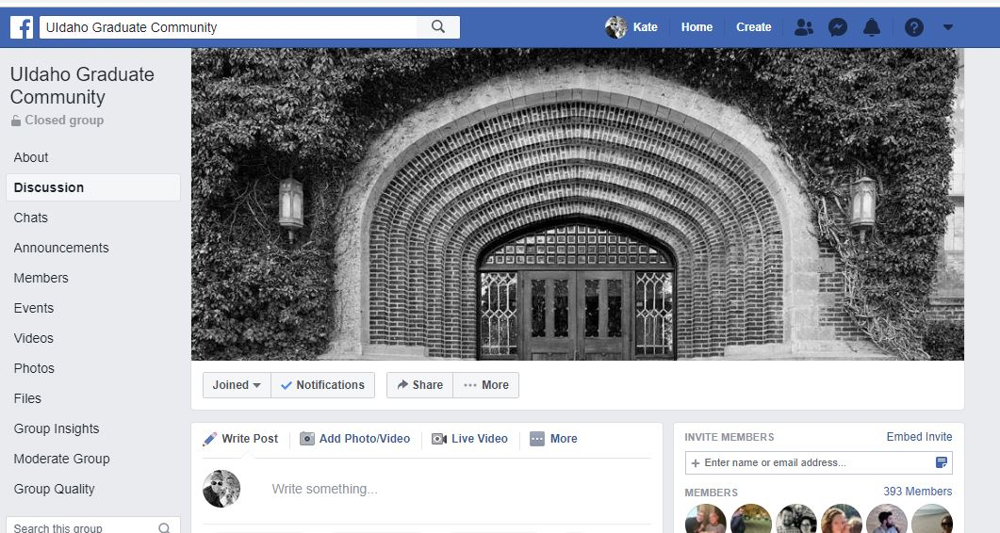 UIdaho Graduate Community
Kate
Home
Create
UIdaho Graduate
Community
Closed group
About
Discussion
Chats
Announcements
Members
Events
Videos
Photos
Files
Group Insights
Moderate Group
Group Quality
Search this group
Joined
Notifications
Share
More
Write Post
Add Photo/Video
Live Video
More
Write something...
INVITE MEMBERS
Embed Invite
Enter name or email address...
MEMBERS
393 Members